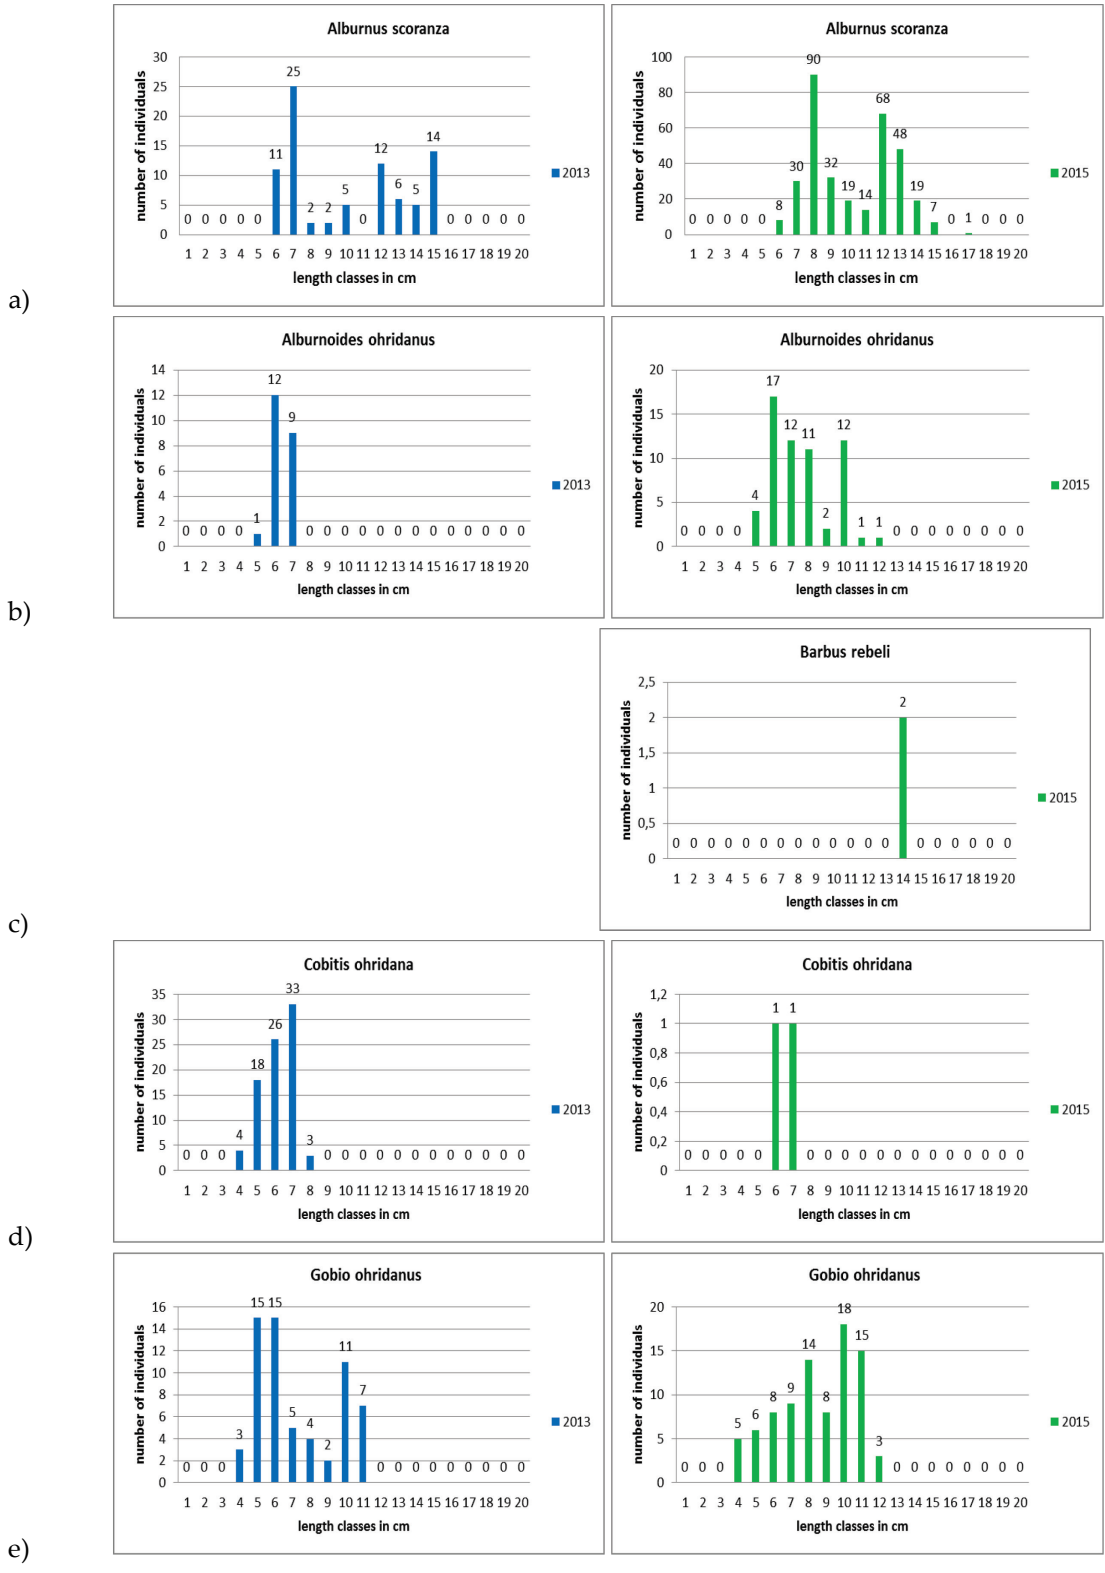 a)
Alburnus scoranza
number of individuals
30
25
20
15
10
5
0
0 0 0 0 0 11 25 2 2 5 0 12 6 5 14 0 0 0 0 0
1 2 3 4 5 6 7 8 9 10 11 12 13 14 15 16 17 18 19 20
length classes in cm
2013
Alburnus scoranza
number of individuals
100
80
60
40
20
0
0 0 0 0 0 8 30 90 32 19 14 68 48 19 7 0 1 0 0 0
1 2 3 4 5 6 7 8 9 10 11 12 13 14 15 16 17 18 19 20
length classes in cm
2015
b)
Alburnoides ohridanus
number of individuals
14
12
10
8
6
4
2
0
0 0 0 0 1 12 9 0 0 0 0 0 0 0 0 0 0 0 0 0
1 2 3 4 5 6 7 8 9 10 11 12 13 14 15 16 17 18 19 20
length classes in cm
2013
Alburnoides ohridanus
number of individuals
20
15
10
5
0
0 0 0 0 4 17 12 11 2 12 1 1 0 0 0 0 0 0 0 0
1 2 3 4 5 6 7 8 9 10 11 12 13 14 15 16 17 18 19 20
length classes in cm
2015
c)
Barbus rebeli
number of individuals
2,5
2
1,5
1
0,5
0
0 0 0 0 0 0 0 0 0 0 0 0 0 2 0 0 0 0 0 0
1 2 3 4 5 6 7 8 9 10 11 12 13 14 15 16 17 18 19 20
length classes in cm
2015
d)
Cobitis ohridana
number of individuals
35
30
25
20
15
10
5
0
0 0 0 4 18 26 33 3 0 0 0 0 0 0 0 0 0 0 0 0
1 2 3 4 5 6 7 8 9 10 11 12 13 14 15 16 17 18 19 20
length classes in cm
2013
Cobitis ohridana
number of individuals
1,2
1
0,8
0,6
0,4
0,2
0
0 0 0 0 0 1 1 0 0 0 0 0 0 0 0 0 0 0 0 0
1 2 3 4 5 6 7 8 9 10 11 12 13 14 15 16 17 18 19 20
length classes in cm
2015
e)
Gobio ohridanus
number of individuals
16
14
12
10
8
6
4
2
0
0 0 0 3 15 15 5 4 2 11 7 0 0 0 0 0 0 0 0 0
1 2 3 4 5 6 7 8 9 10 11 12 13 14 15 16 17 18 19 20
length classes in cm
2013
Gobio ohridanus
number of individuals
20
15
10
5
0
0 0 0 5 6 8 9 14 8 18 15 3 0 0 0 0 0 0 0 0
1 2 3 4 5 6 7 8 9 10 11 12 13 14 15 16 17 18 19 20
length classes in cm
2015